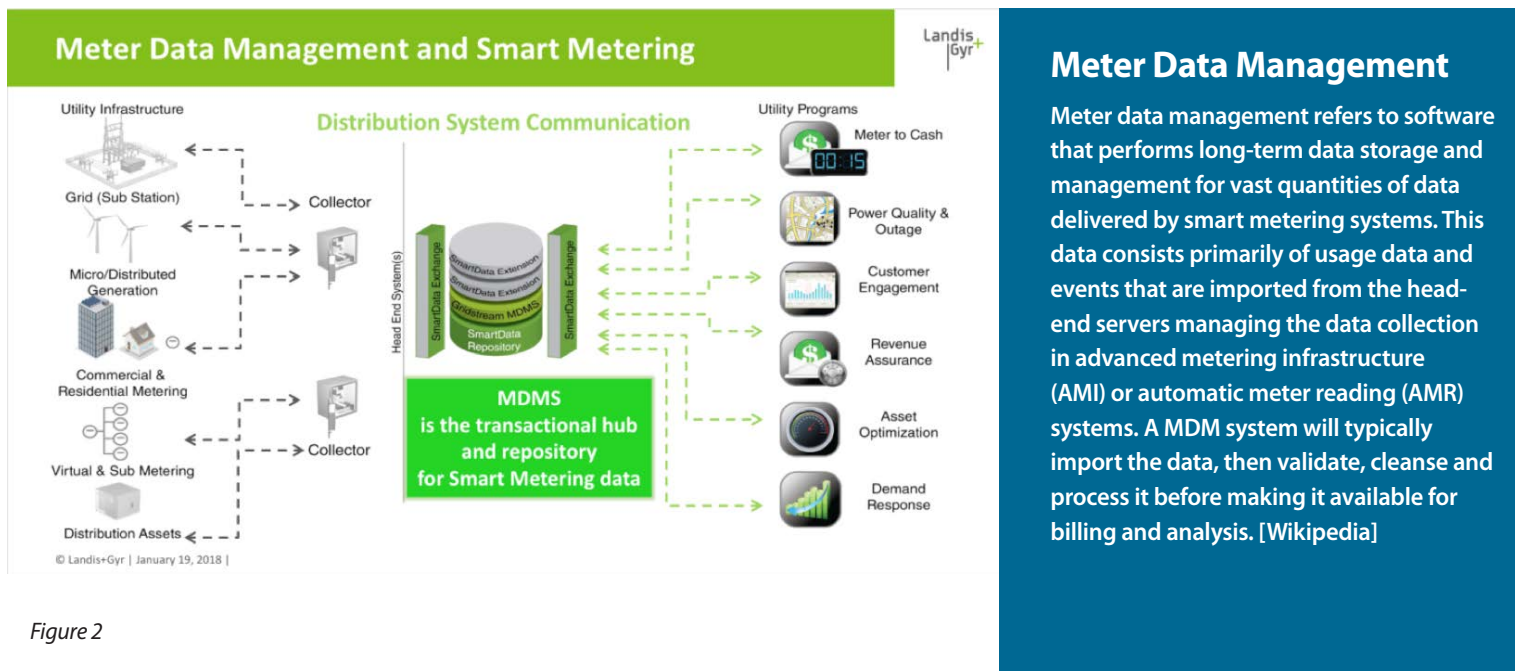 Meter Data Management and Smart Metering
Landis
|Gyr+
Utility Infrastructure
Grid (Sub Station)
Micro/Distributed
Generation
Commercial &
Residential Metering
Virtual & Sub Metering
Distribution Assets
Collector
Collector
Distribution System Communication
Head End System(s)
SmartData Exchange
SmartData Extension
SmartData Extension
Gridstream MDMS
SmartData
Repository
SmartData Exchange
MDMS
is the transactional hub
and repository
for Smart Metering data
Utility Programs
00:15
Meter to Cash
Power Quality &
Outage
Customer
Engagement
Revenue
Assurance
Asset
Optimization
Demand
Response
© Landis+Gyr | January 19, 2018 |
Figure 2
Meter Data Management
Meter data management refers to software
that performs long-term data storage and
management for vast quantities of data
delivered by smart metering systems. This
data consists primarily of usage data and
events that are imported from the head-
end servers managing the data collection
in advanced metering infrastructure
(AMI) or automatic meter reading (AMR)
systems. A MDM system will typically
import the data, then validate, cleanse and
process it before making it available for
billing and analysis. [Wikipedia]